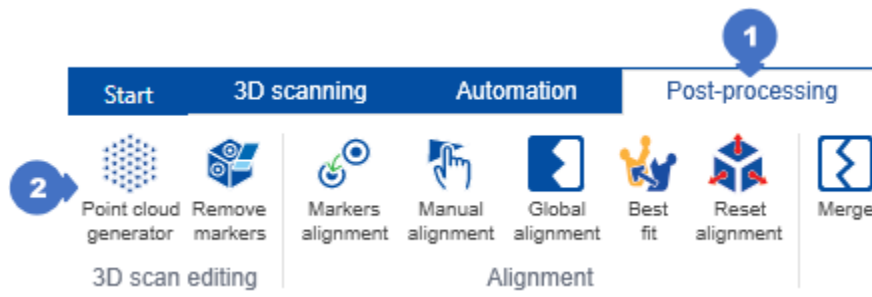 1
Start 3D scanning Automation Post-processing
2
Point cloud generator
Remove markers
Markers alignment
Manual alignment
Global alignment
Best fit
Reset alignment
Merge
3D scan editing Alignment